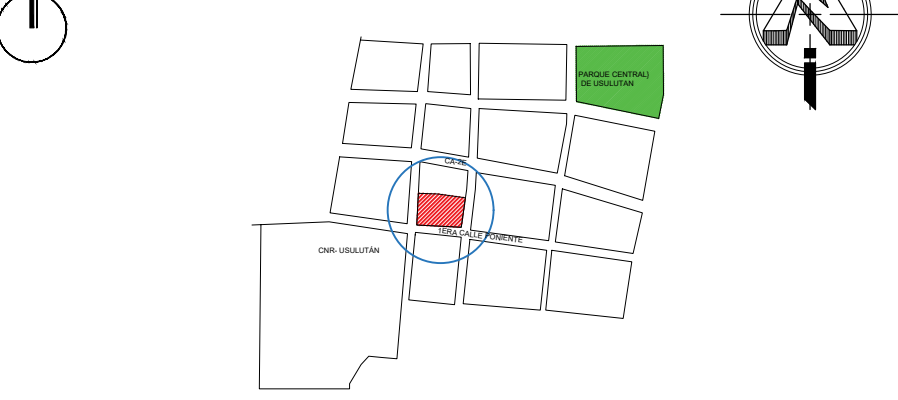 PARQUE CENTRAL)
DE USULUTAN
CA-2E
1ERA CALLE PONIENTE
CNR- USULUTÁN